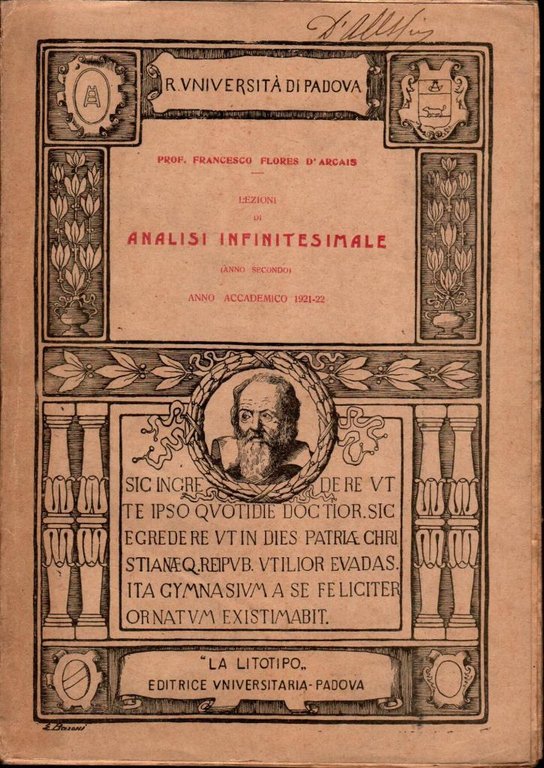 R. VNIVERSITÀ DI PADOVA
PROF. FRANCESCO FLORES D'ARCAIS
LEZIONI
DI
ANALISI INFINITESIMALE
(ANNO SECONDO)
ANNO ACCADEMICO 1921-22
SIC INGRE DE RE VT
TE IPSO QVOTIDIE DOCTIOR. SIC
EGREDERE VT IN DIES PATRIÆ CHRI
STIANÆQ. REIPVB. VTILIOR EVADAS.
ITA GYMNASIVM A SE FELICITER
ORNATVM EXISTIMABIT.
"LA LITOTIPO„
EDITRICE VNIVERSITARIA-PADOVA